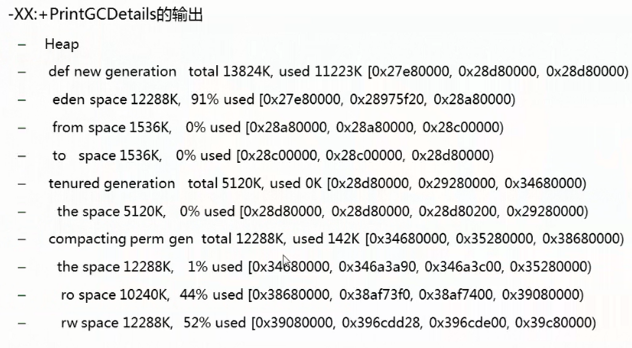 -XX:+PrintGCDetails的输出
– Heap
– def new generation total 13824K, used 11223K [0x27e80000, 0x28d80000, 0x28d80000)
– eden space 12288K, 91% used [0x27e80000, 0x28975f20, 0x28a80000)
– from space 1536K, 0% used [0x28a80000, 0x28a80000, 0x28c00000)
– to space 1536K, 0% used [0x28c00000, 0x28c00000, 0x28d80000)
– tenured generation total 5120K, used 0K [0x28d80000, 0x29280000, 0x34680000)
– the space 5120K, 0% used [0x28d80000, 0x28d80000, 0x28d80200, 0x29280000)
– compacting perm gen total 12288K, used 142K [0x34680000, 0x35280000, 0x38680000)
– the space 12288K, 1% used [0x34680000, 0x346a3a90, 0x346a3c00, 0x35280000)
– ro space 10240K, 44% used [0x38680000, 0x38af73f0, 0x38af7400, 0x39080000)
– rw space 12288K, 52% used [0x39080000, 0x396cdd28, 0x396cde00, 0x39c80000)